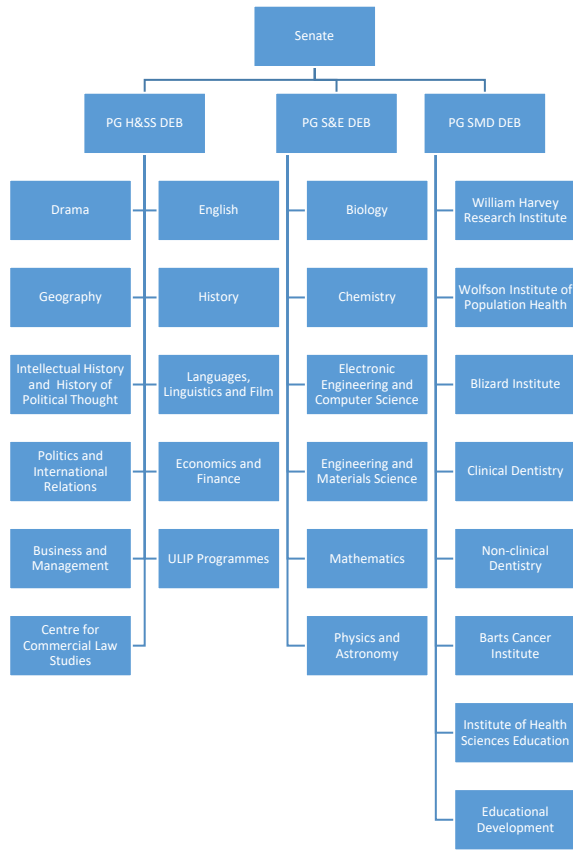 Senate
PG H&SS DEB
PG S&E DEB
PG SMD DEB
Drama
English
Biology
William Harvey
Research Institute
Geography
History
Chemistry
Wolfson Institute of
Population Health
Intellectual History
and History of
Political Thought
Languages,
Linguistics and Film
Electronic
Engineering and
Computer Science
Blizard Institute
Politics and
International
Relations
Economics and
Finance
Engineering and
Materials Science
Clinical Dentistry
Business and
Management
ULIP Programmes
Mathematics
Non-clinical
Dentistry
Centre for
Commercial Law
Studies
Physics and
Astronomy
Barts Cancer
Institute
Institute of Health
Sciences Education
Educational
Development